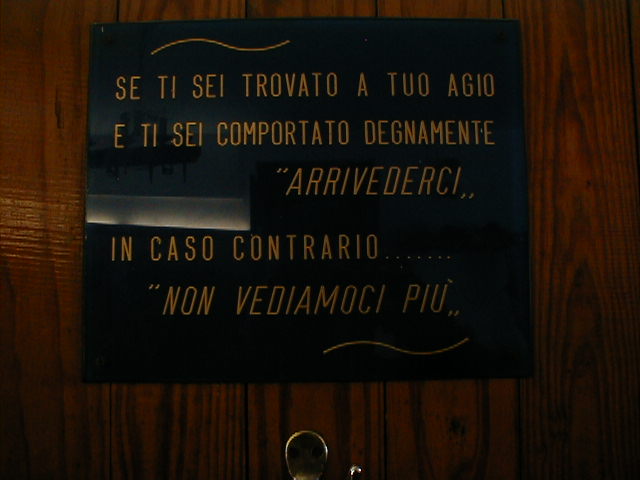 SE TI SEI TROVATO A TUO AGIO
E TI SEI COMPORTATO DEGNAMENTE
"ARRIVEDERCI„
IN CASO CONTRARIO.......
"NON VEDIAMOCI PIÙ„